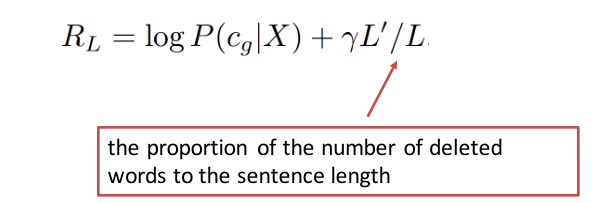 R_L = log P(c_g|X) + γL′/L.
the proportion of the number of deleted
words to the sentence length